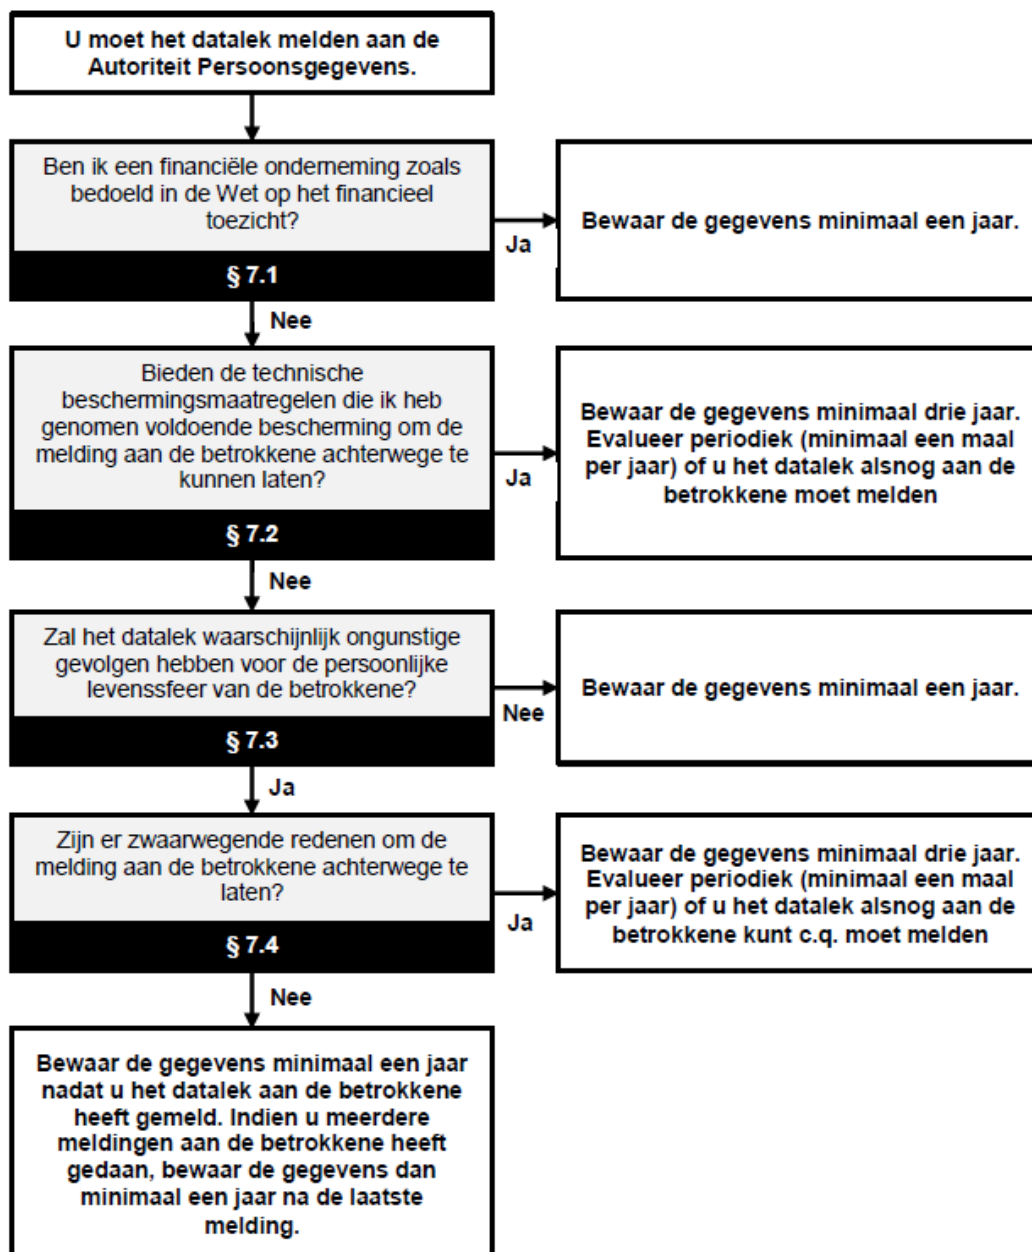 U moet het datalek melden aan de
Autoriteit Persoonsgegevens.
Ben ik een financiële onderneming zoals
bedoeld in de Wet op het financieel
toezicht?
§ 7.1
Ja
Bewaar de gegevens minimaal een jaar.
Nee
Bieden de technische
beschermingsmaatregelen die ik heb
genomen voldoende bescherming om de
melding aan de betrokkene achterwege te
kunnen laten?
§ 7.2
Ja
Bewaar de gegevens minimaal drie jaar.
Evalueer periodiek (minimaal een maal
per jaar) of u het datalek alsnog aan de
betrokkene moet melden
Nee
Zal het datalek waarschijnlijk ongunstige
gevolgen hebben voor de persoonlijke
levenssfeer van de betrokkene?
§ 7.3
Nee
Bewaar de gegevens minimaal een jaar.
Ja
Zijn er zwaarwegende redenen om de
melding aan de betrokkene achterwege te
laten?
§ 7.4
Ja
Bewaar de gegevens minimaal drie jaar.
Evalueer periodiek (minimaal een maal
per jaar) of u het datalek alsnog aan de
betrokkene kunt c.q. moet melden
Nee
Bewaar de gegevens minimaal een jaar
nadat u het datalek aan de betrokkene
heeft gemeld. Indien u meerdere
meldingen aan de betrokkene heeft
gedaan, bewaar de gegevens dan
minimaal een jaar na de laatste
melding.